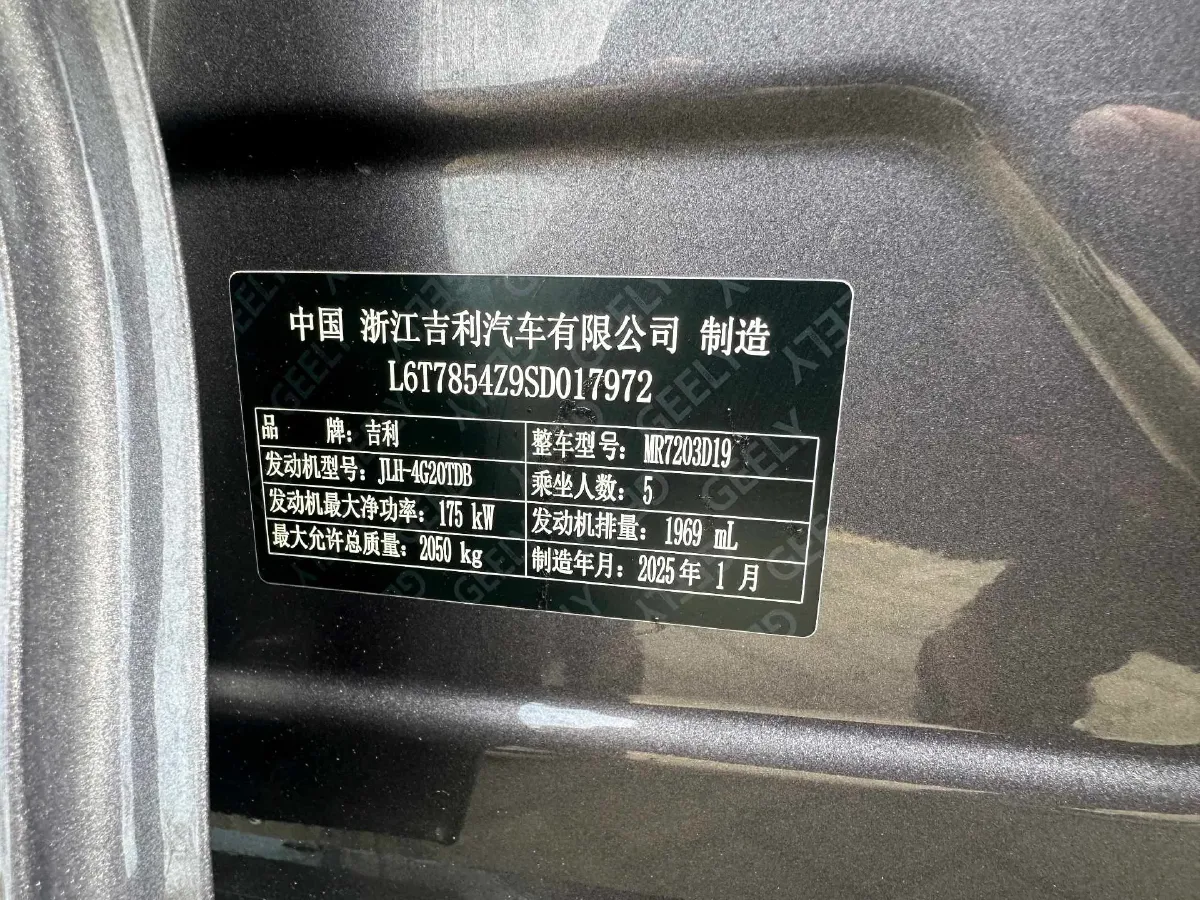 中国 浙江吉利汽车有限公司 制造
L6T7854Z9SD017972
品 牌：吉利 整车型号：MR7203D19
发动机型号：JLH-4G20TDB 乘坐人数：5
发动机最大净功率：175 kW 发动机排量：1969 mL
最大允许总质量：2050 kg 制造年月：2025年 1 月